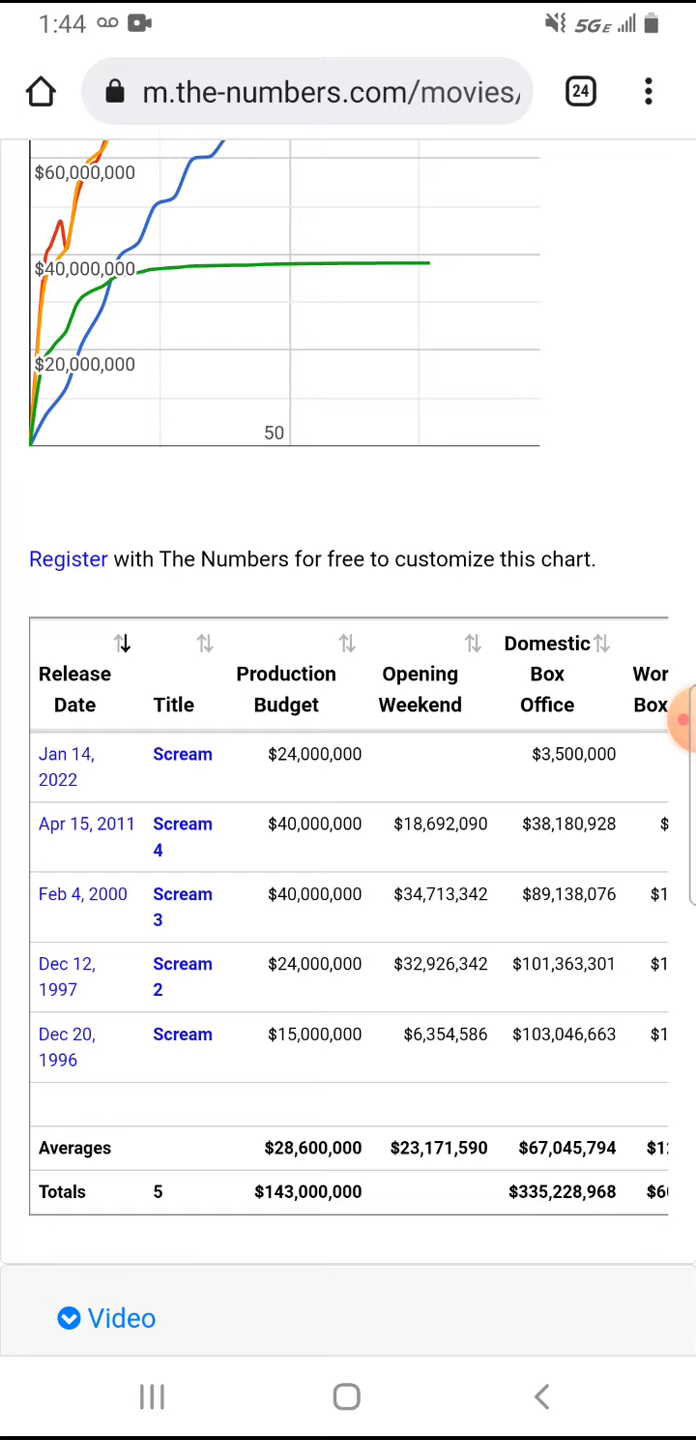 1:44 5GE
m.the-numbers.com/movies, 24
$60,000,000
$40,000,000
$20,000,000
50
Register with The Numbers for free to customize this chart.
Domestic
Release Production Opening Box Wor
Date Title Budget Weekend Office Box
Jan 14, Scream $24,000,000 $3,500,000
2022
Apr 15, 2011 Scream $40,000,000 $18,692,090 $38,180,928 $
4
Feb 4, 2000 Scream $40,000,000 $34,713,342 $89,138,076 $1
3
Dec 12, Scream $24,000,000 $32,926,342 $101,363,301 $1
1997 2
Dec 20, Scream $15,000,000 $6,354,586 $103,046,663 $1
1996
Averages $28,600,000 $23,171,590 $67,045,794 $1
Totals 5 $143,000,000 $335,228,968 $6
Video